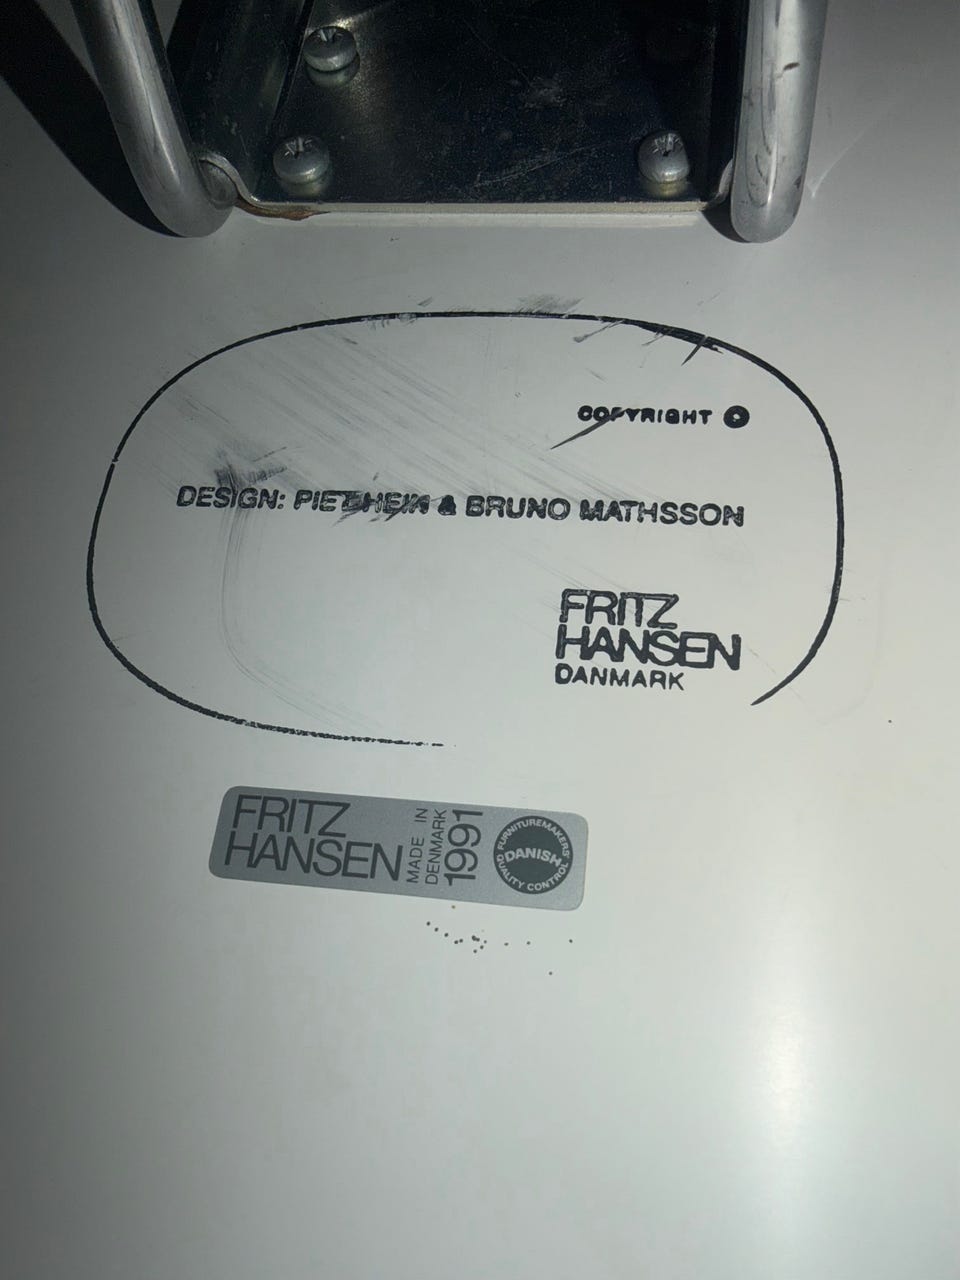 COPYRIGHT ©
DESIGN: PIET HEIN & BRUNO MATHSSON
FRITZ
HANSEN
DANMARK
FRITZ
HANSEN
MADE IN
DENMARK
1991
FURNITUREMAKERS'
DANISH
QUALITY CONTROL